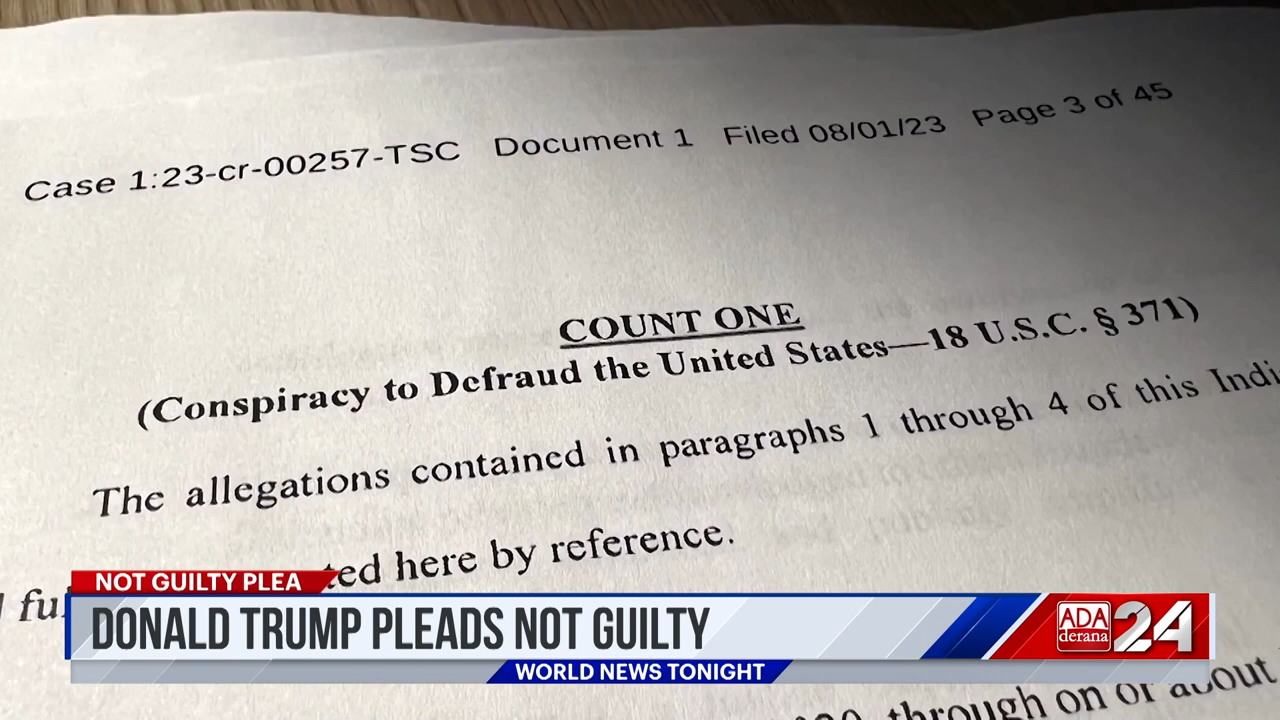 Case 1:23-cr-00257-TSC Document 1 Filed 08/01/23 Page 3 of 45
COUNT ONE
(Conspiracy to Defraud the United States—18 U.S.C. § 371)
The allegations contained in paragraphs 1 through 4 of this
here by reference.
NOT GUILTY PLEA
DONALD TRUMP PLEADS NOT GUILTY
ADA
derana
24
WORLD NEWS TONIGHT
through on or about